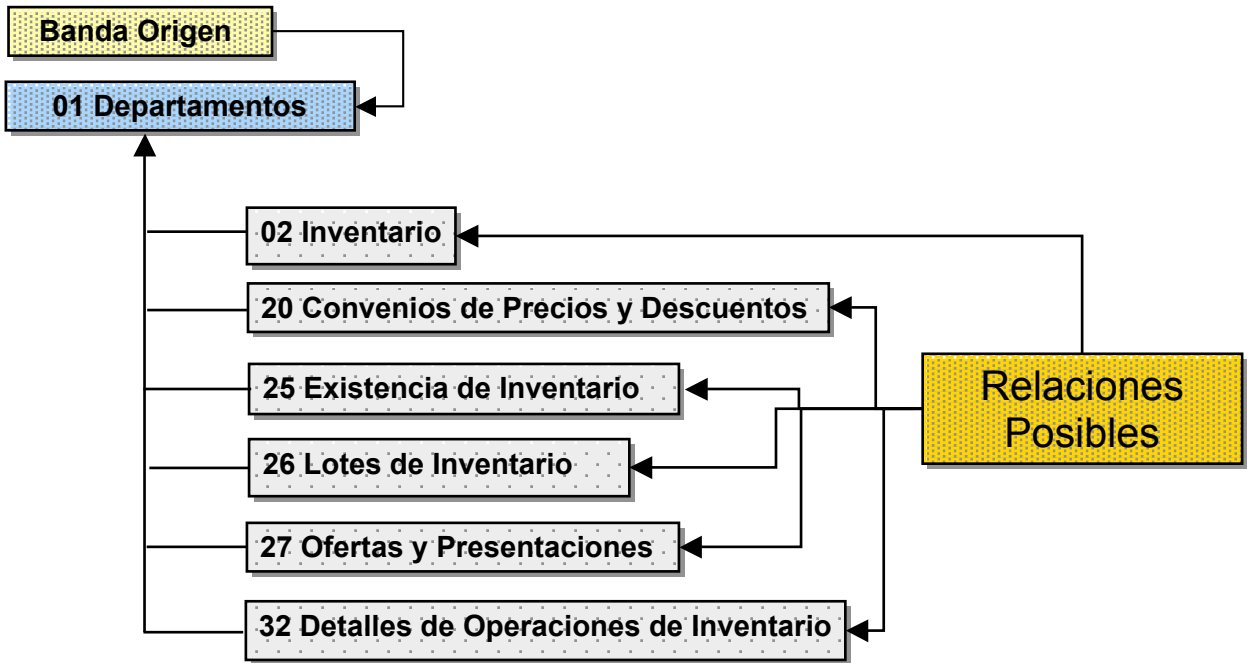 Banda Origen
01 Departamentos
02 Inventario
20 Convenios de Precios y Descuentos
25 Existencia de Inventario
26 Lotes de Inventario
27 Ofertas y Presentaciones
32 Detalles de Operaciones de Inventario
Relaciones
Posibles